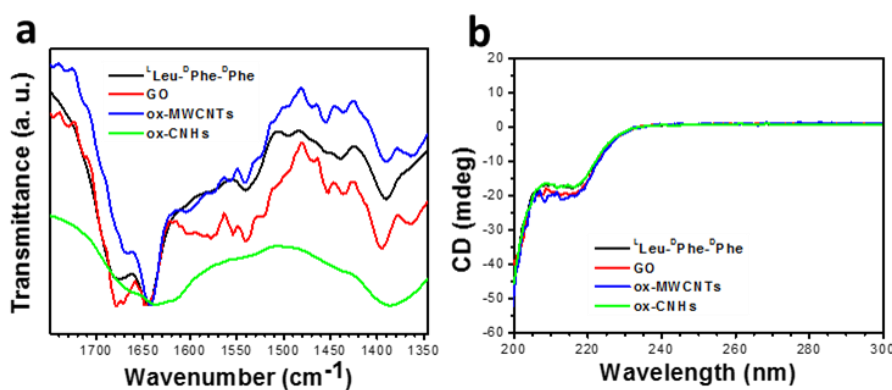 a
Transmittance (a. u.)
ᴸLeu-ᴰPhe-ᴰPhe
GO
ox-MWCNTs
ox-CNHs
1700 1650 1600 1550 1500 1450 1400 1350
Wavenumber (cm⁻¹)
b
CD (mdeg)
20
10
0
-10
-20
-30
-40
-50
-60
ᴸLeu-ᴰPhe-ᴰPhe
GO
ox-MWCNTs
ox-CNHs
200 220 240 260 280 300
Wavelength (nm)